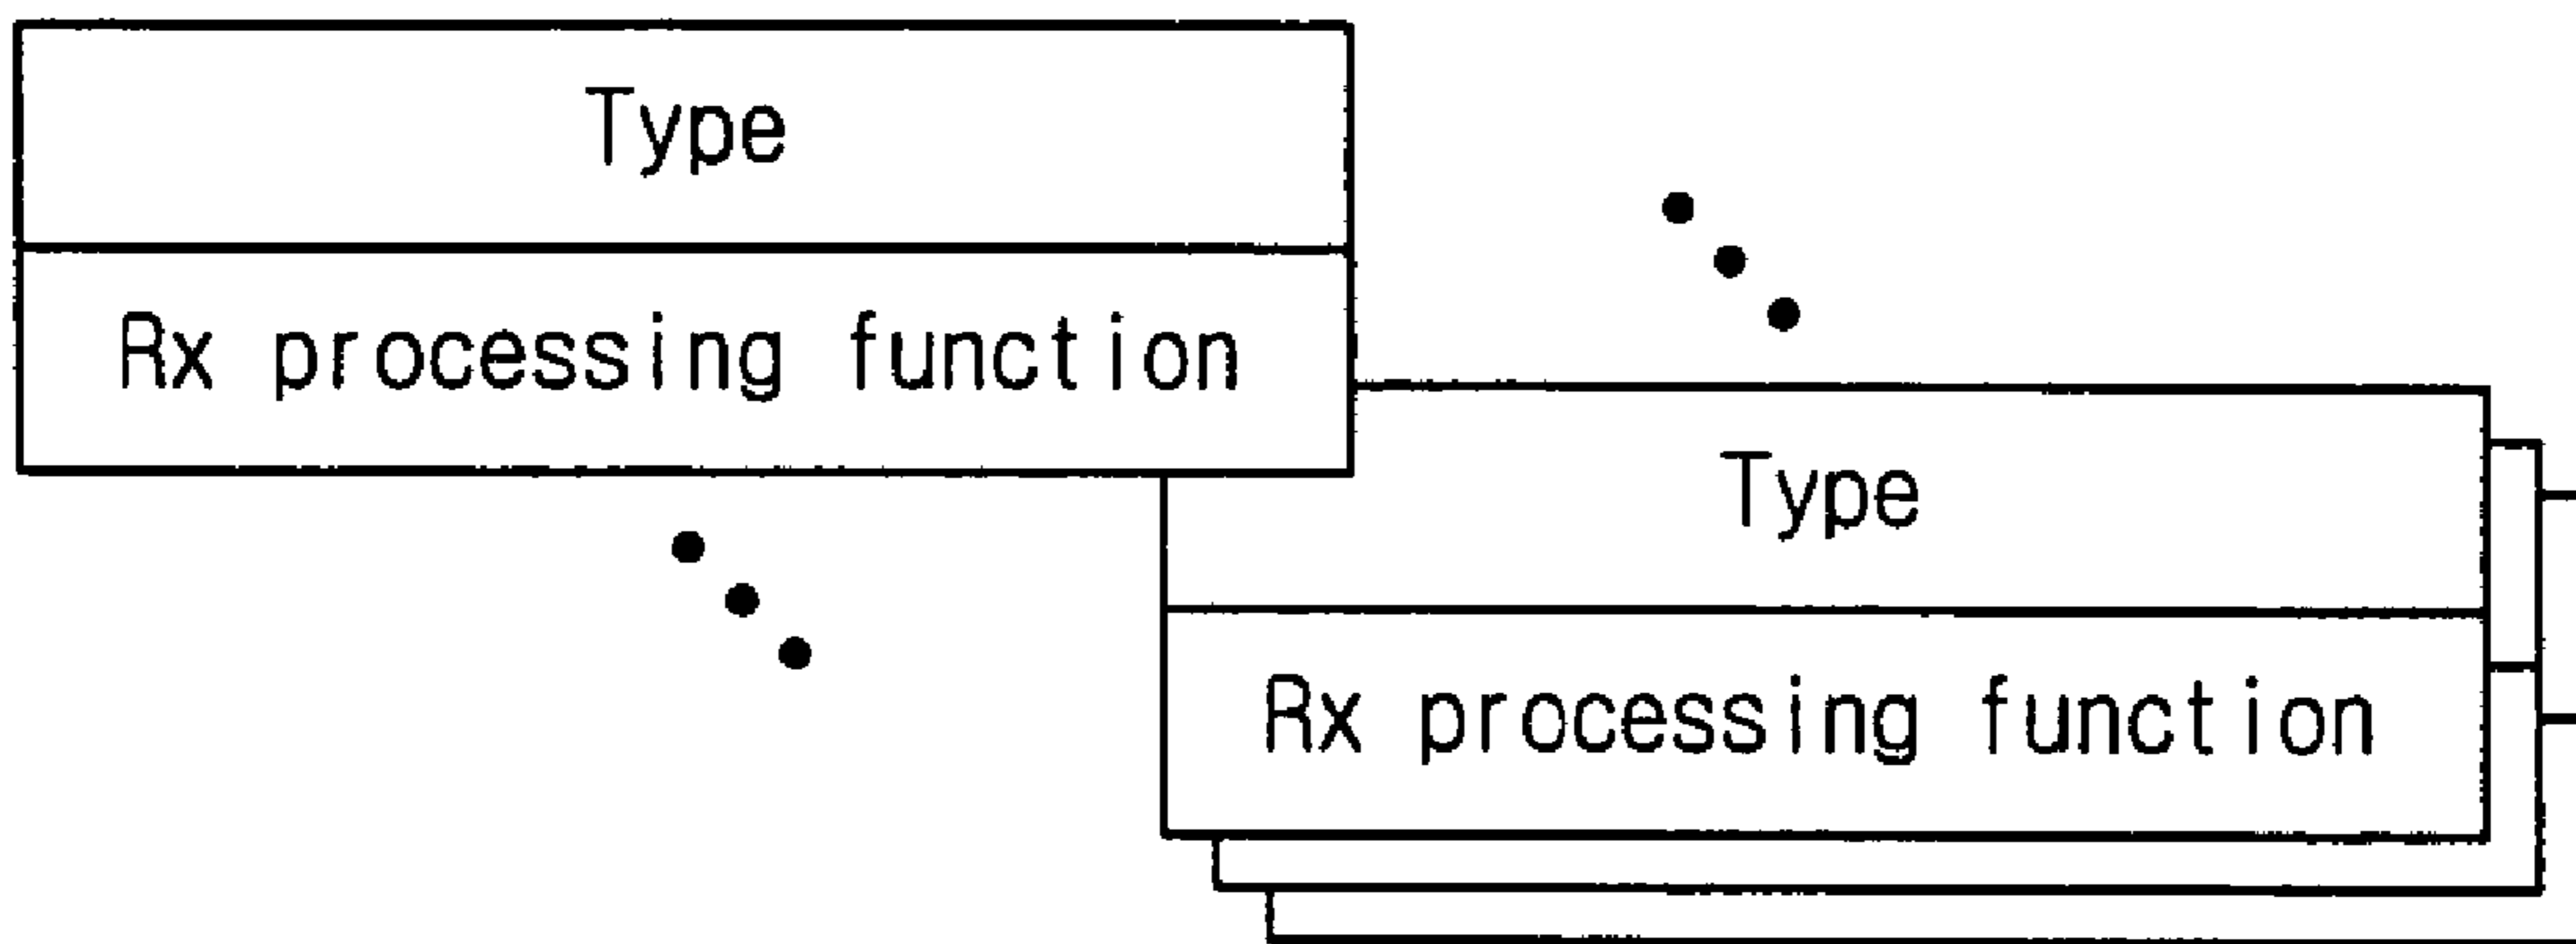 Type
Rx processing function
Type
Rx processing function